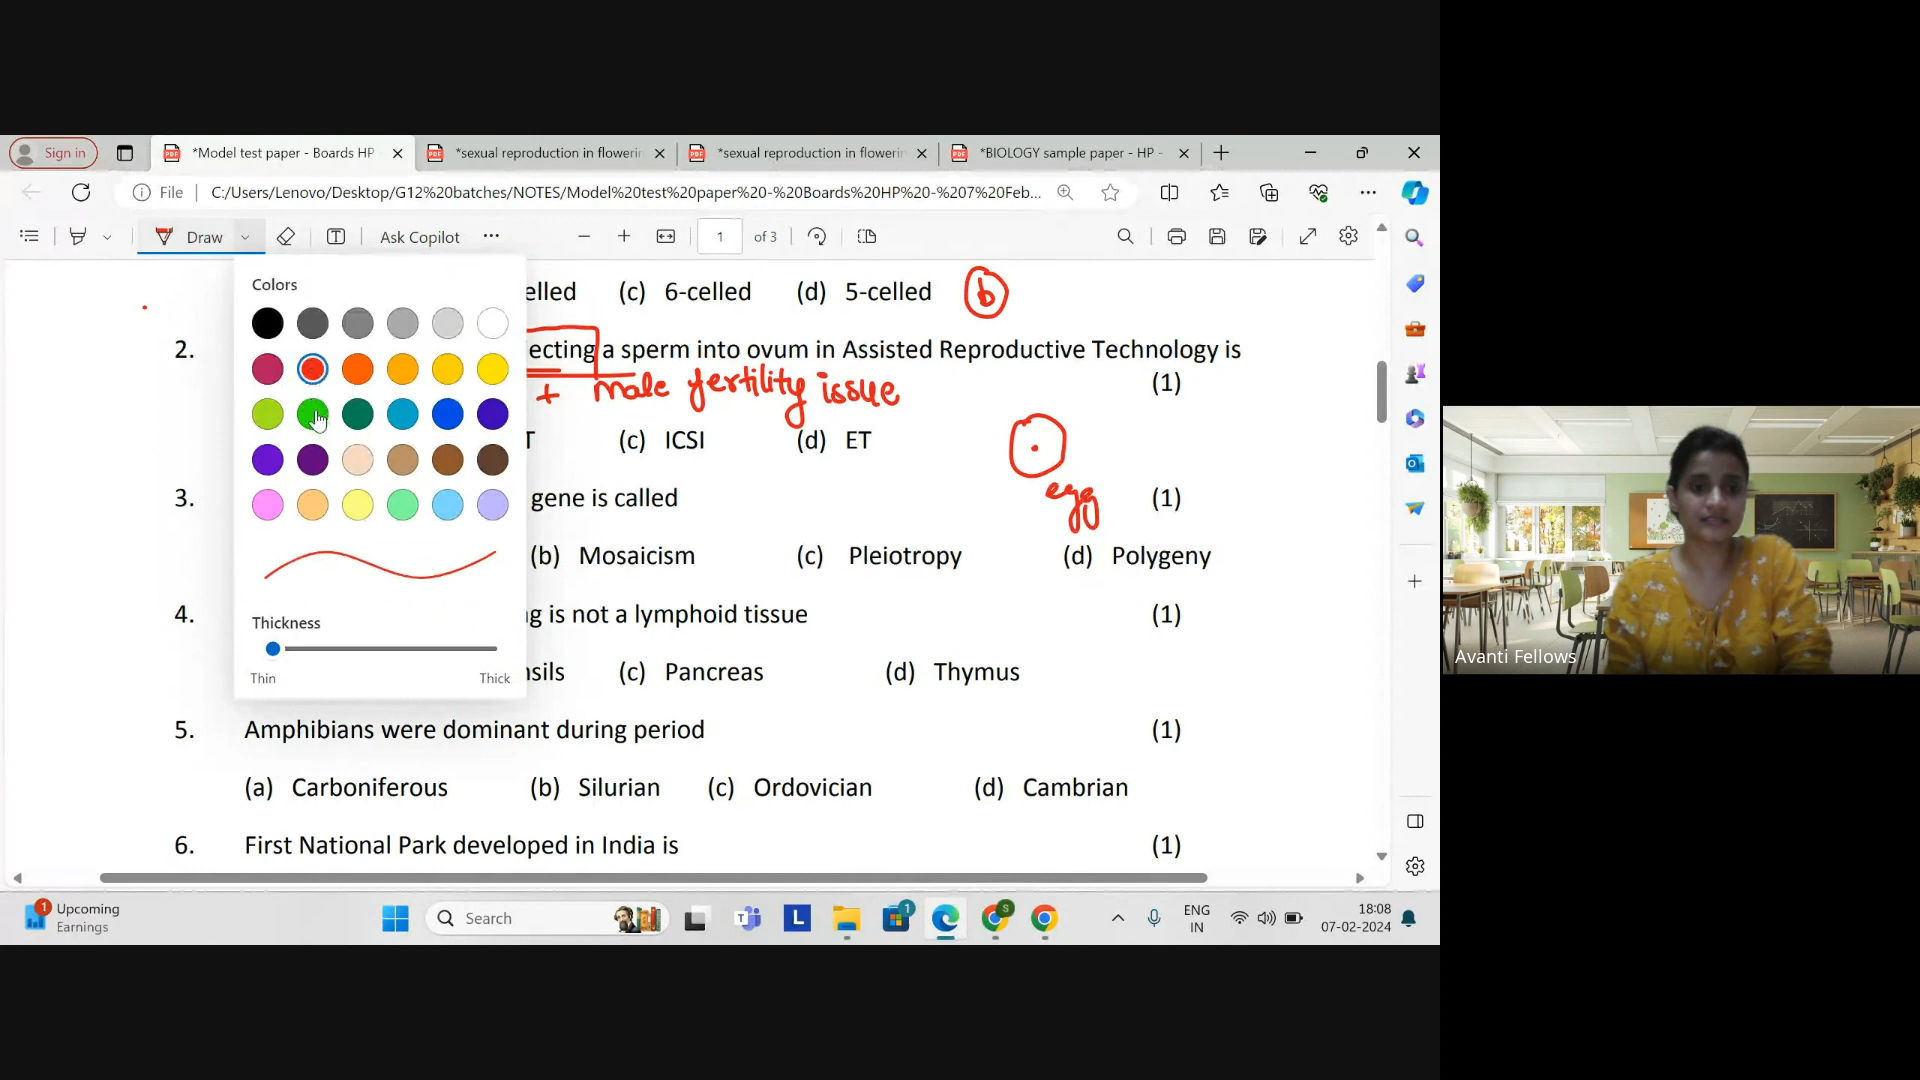 Sign in
*Model test paper - Boards HP
*sexual reproduction in flowerin
*sexual reproduction in flowerin
*BIOLOGY sample paper - HP -
File
C:/Users/Lenovo/Desktop/G12%20batches/NOTES/Model%20test%20paper%20-%20Boards%20HP%20-%207%20Feb...
Draw
Ask Copilot
1 of 3
Colors
Thickness
Thin Thick
elled (c) 6-celled (d) 5-celled b
2. ecting a sperm into ovum in Assisted Reproductive Technology is
+ male fertility issue (1)
T (c) ICSI (d) ET
egg
3. gene is called (1)
(b) Mosaicism (c) Pleiotropy (d) Polygeny
4. g is not a lymphoid tissue (1)
nsils (c) Pancreas (d) Thymus
5. Amphibians were dominant during period (1)
(a) Carboniferous (b) Silurian (c) Ordovician (d) Cambrian
6. First National Park developed in India is (1)
Avanti Fellows
1 Upcoming
Earnings
Search
L
1
S
ENG
IN
18:08
07-02-2024